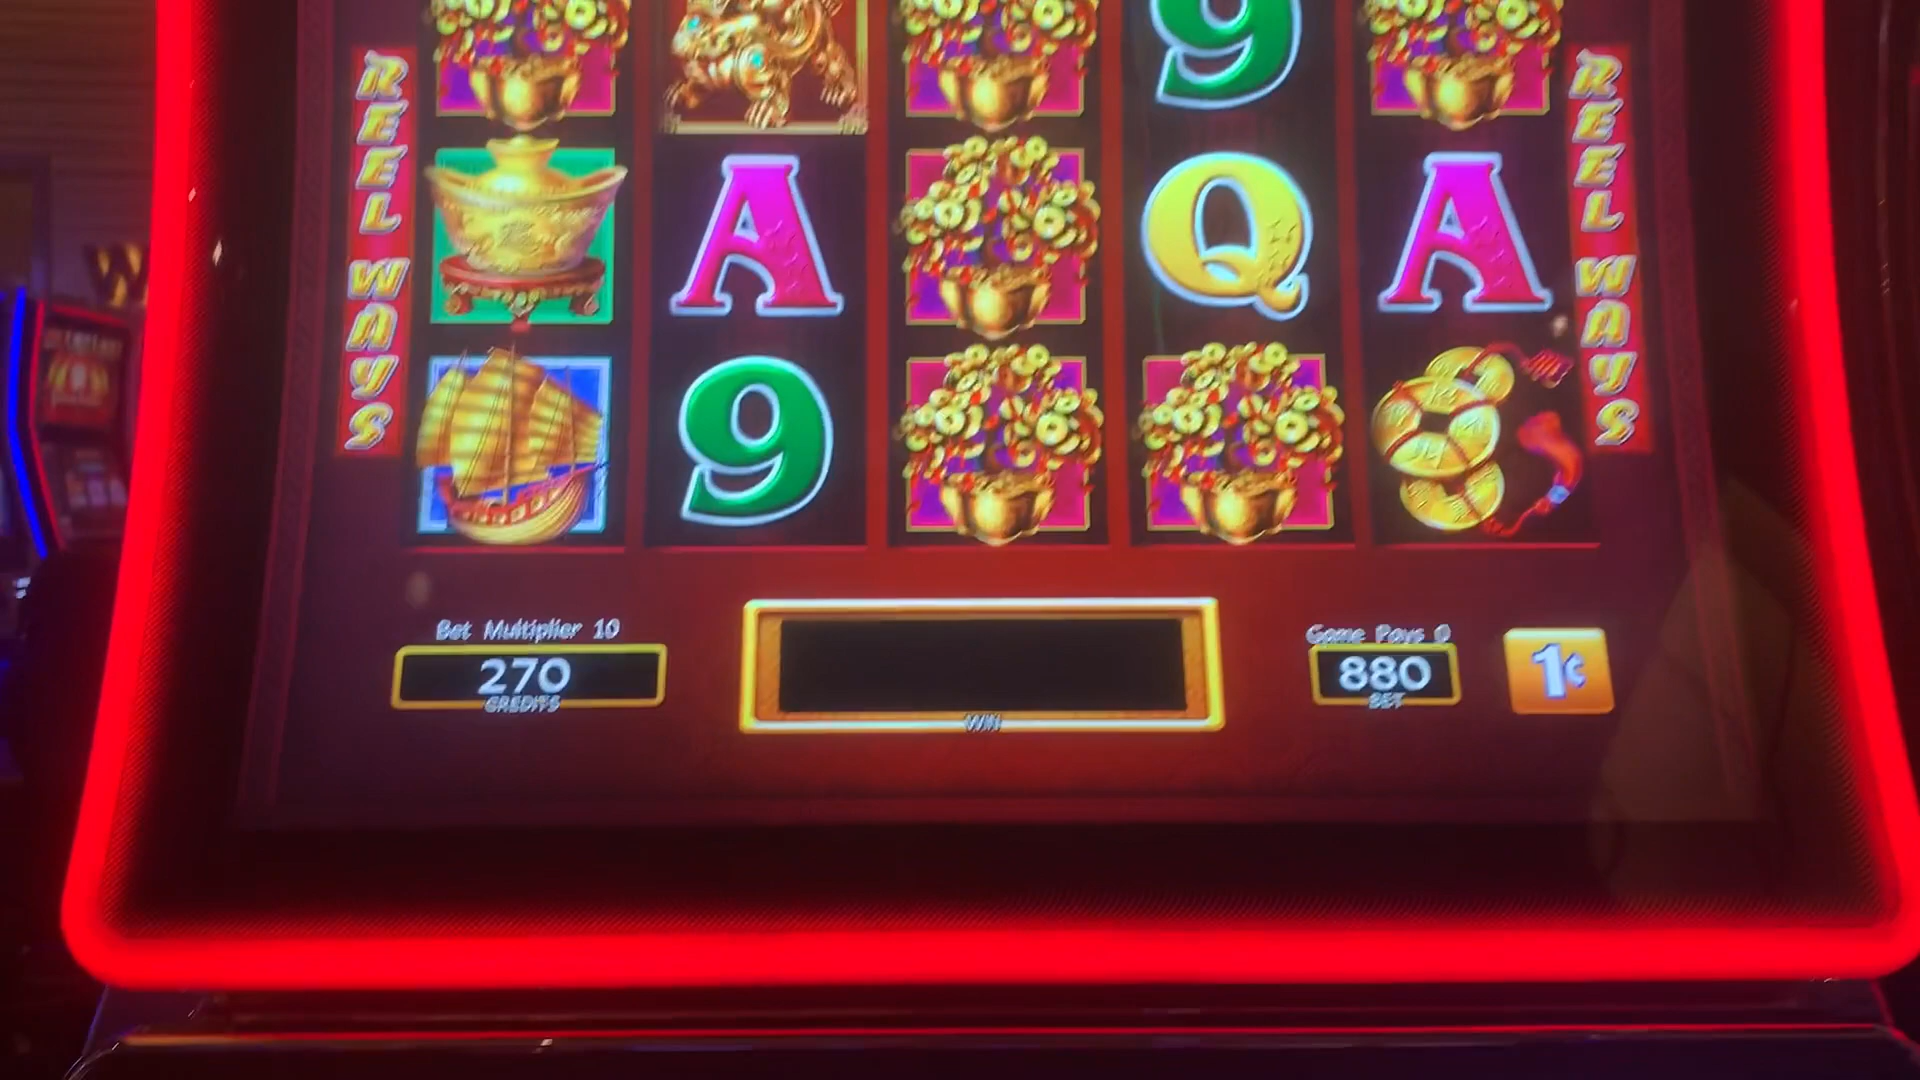 REEL WAYS
REEL WAYS
9
A
Q
A
9
Bet Multiplier 10
270
CREDITS
WIN
Game Pays 0
880
BET
1¢